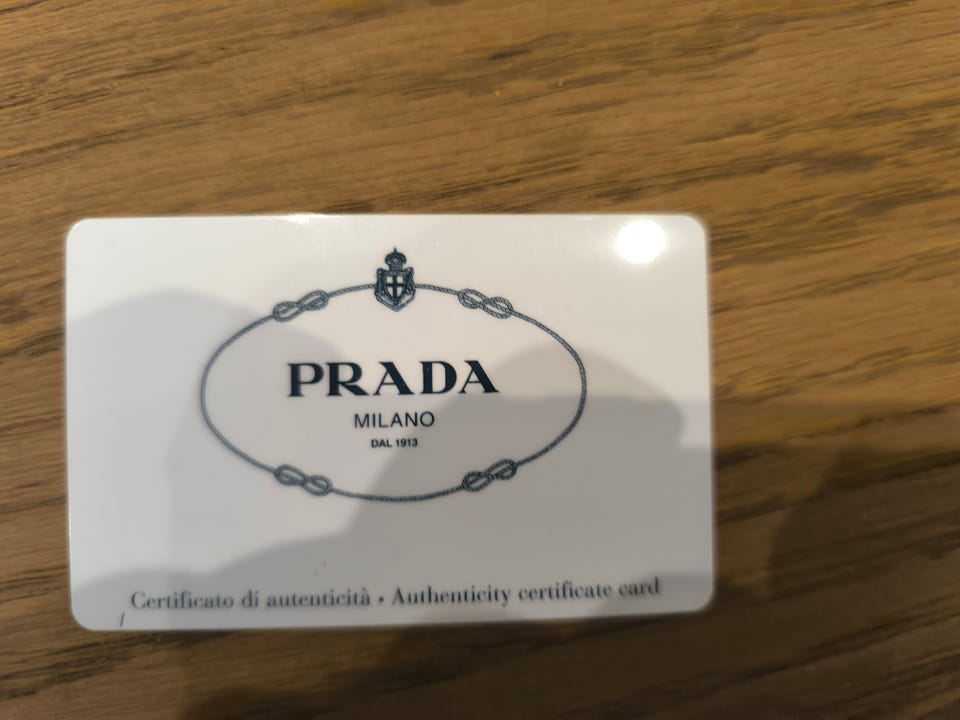 PRADA
MILANO
DAL 1913
Certificato di autenticità • Authenticity certificate card